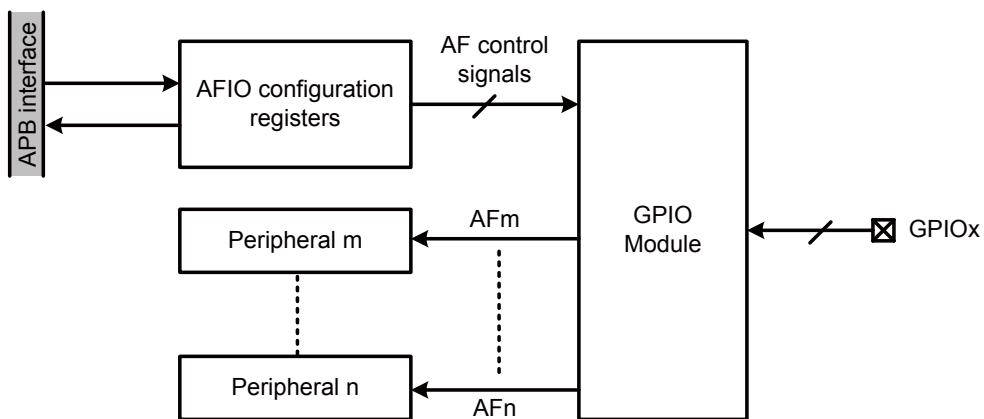 APB interface
AFIO configuration
registers
AF control
signals
GPIO
Module
GPIOx
Peripheral m
AFm
Peripheral n
AFn